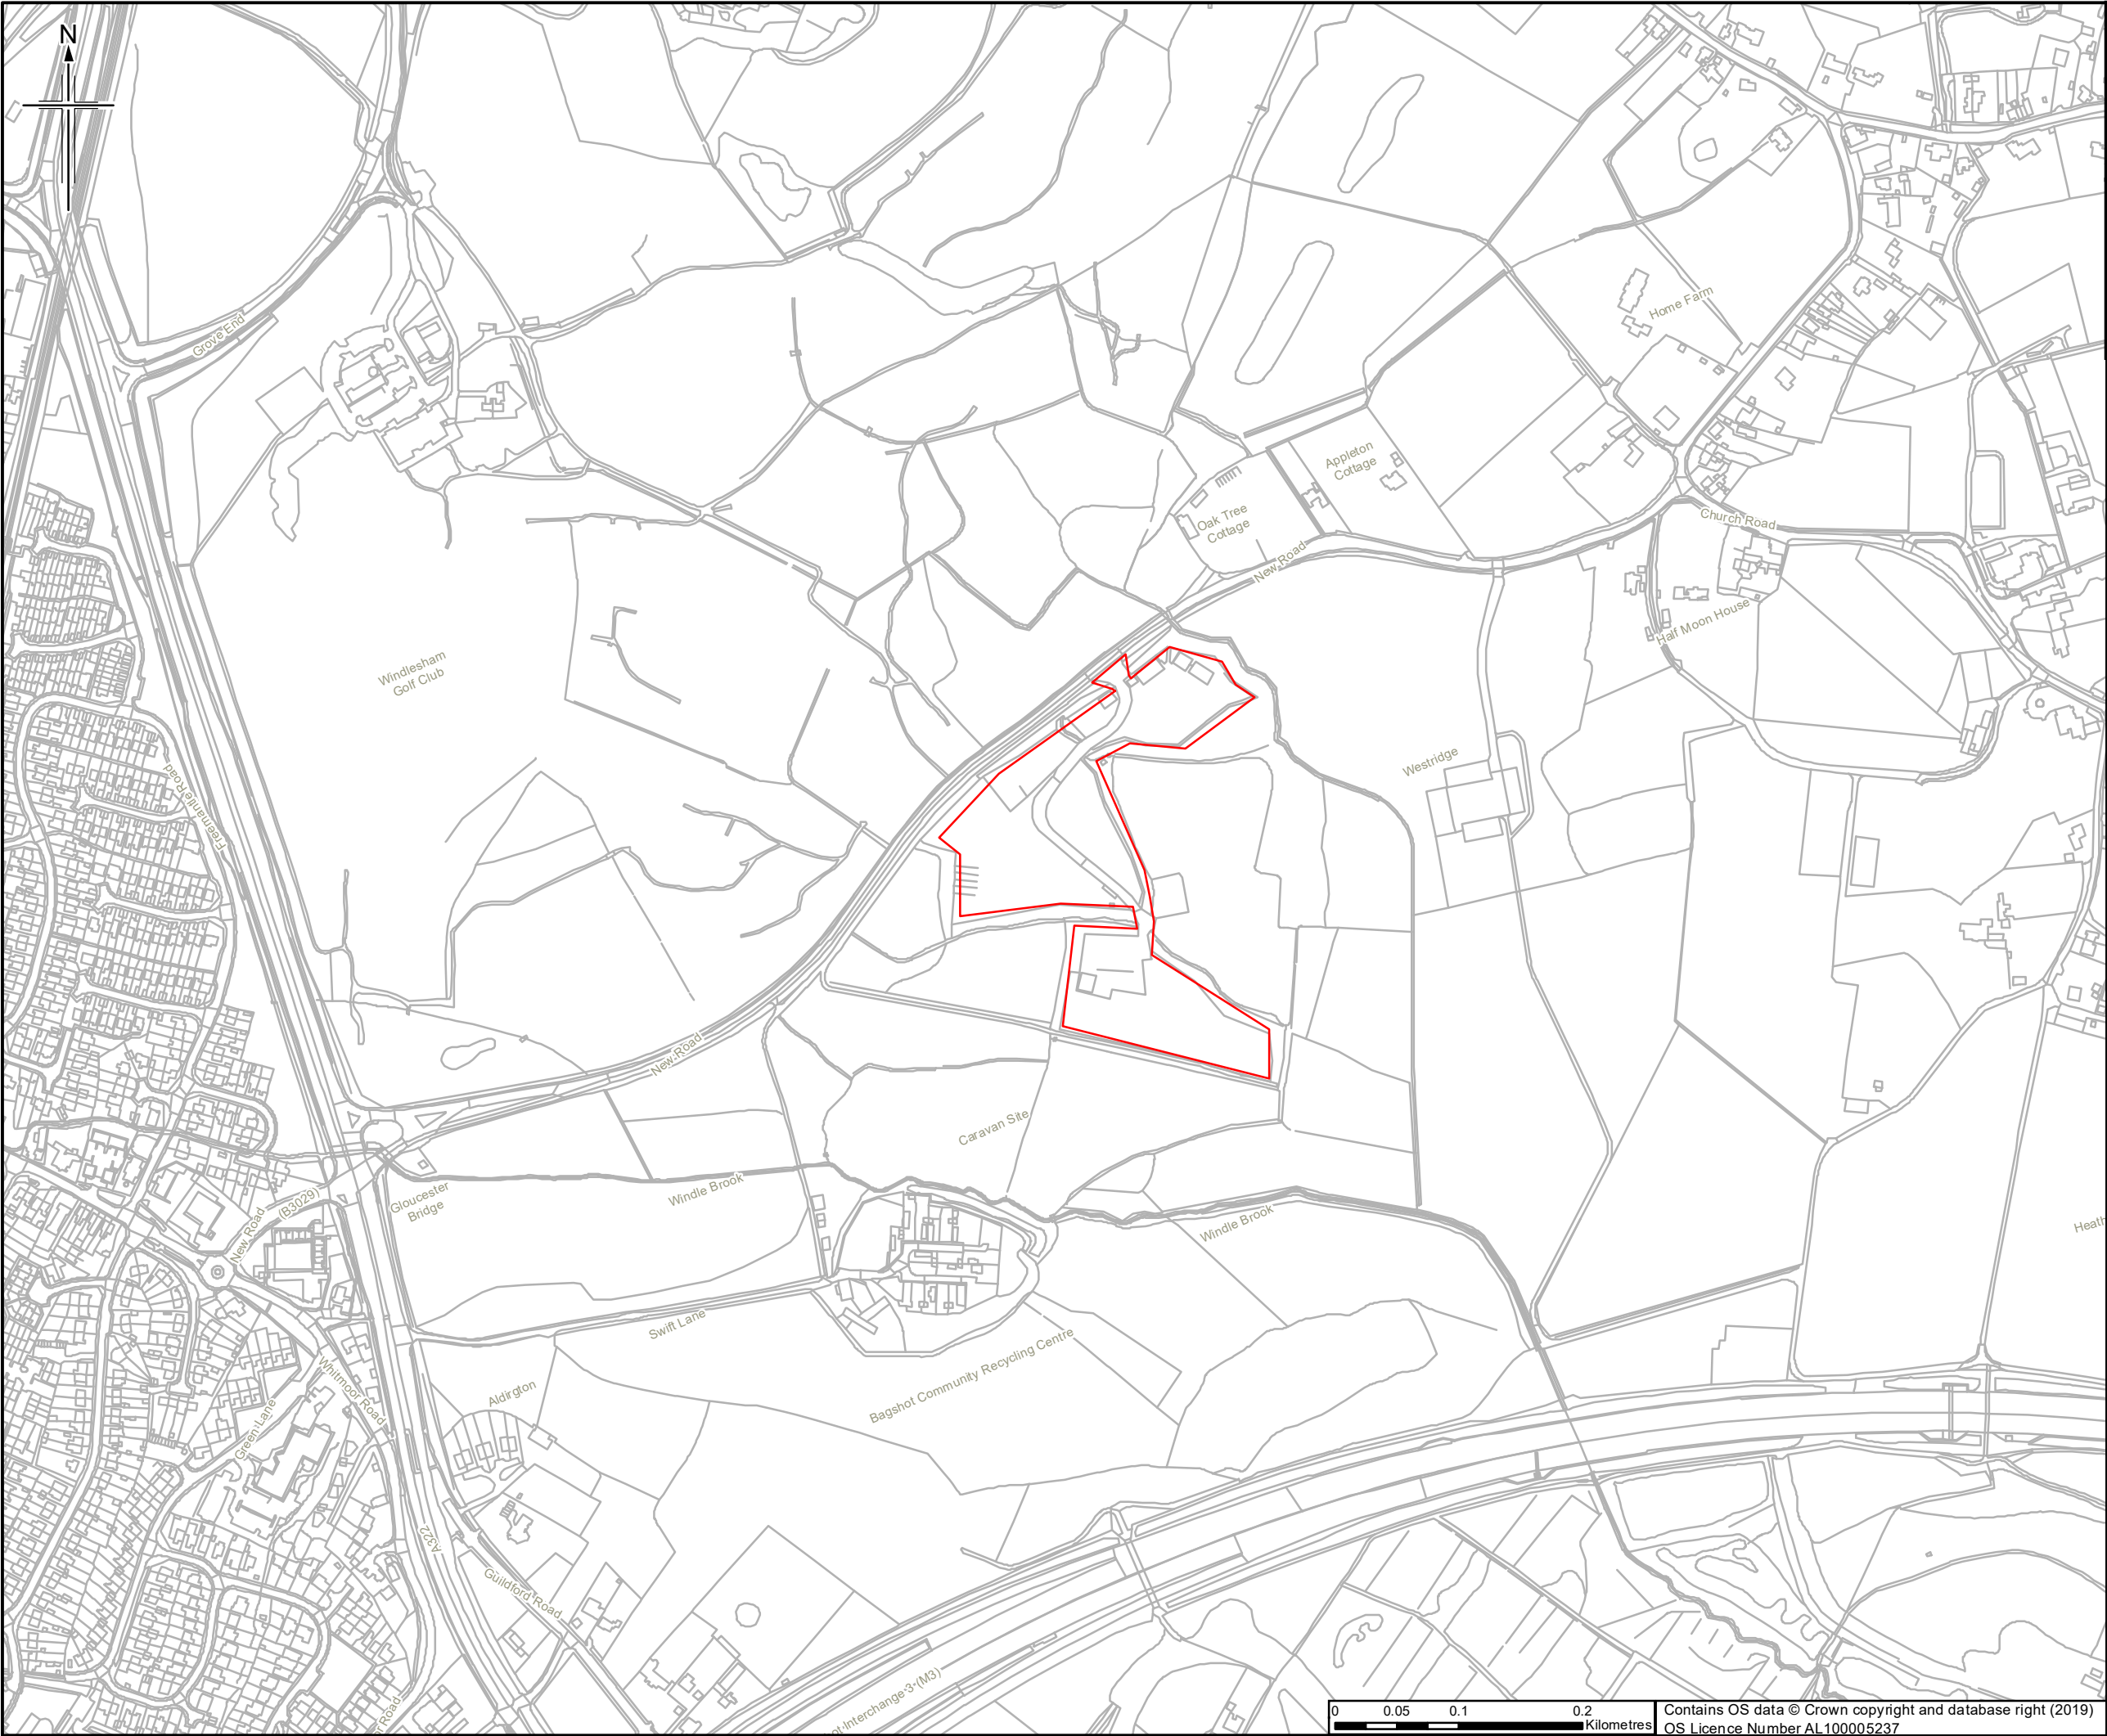 N
Grove End
Home Farm
Appleton
Cottage
Oak Tree
Cottage
New Road
Church Road
Half Moon House
Windlesham
Golf Club
Westridge
Freemantle Road
New Road
Caravan Site
Windle Brook
Gloucester
Bridge
New Road
(B3029)
Windle Brook
Heath
Swift Lane
Whitmoor Road
Aldington
Bagshot Community Recycling Centre
Green Lane
A322
Guildford Road
ot Interchange 3 (M3)
or Road
0 0.05 0.1 0.2
Kilometres
Contains OS data © Crown copyright and database right (2019)
OS Licence Number AL100005237